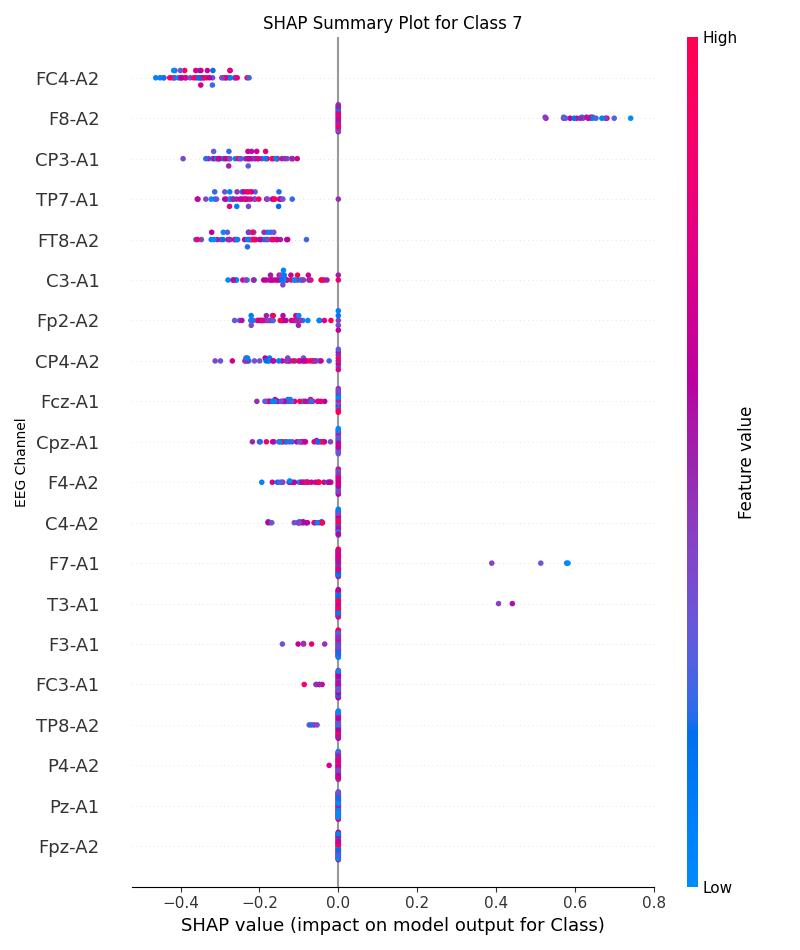 SHAP Summary Plot for Class 7
High
FC4-A2
F8-A2
CP3-A1
TP7-A1
FT8-A2
C3-A1
Fp2-A2
CP4-A2
Fcz-A1
Cpz-A1
F4-A2
C4-A2
F7-A1
T3-A1
F3-A1
FC3-A1
TP8-A2
P4-A2
Pz-A1
Fpz-A2
EEG Channel
Feature value
Low
−0.4 −0.2 0.0 0.2 0.4 0.6 0.8
SHAP value (impact on model output for Class)